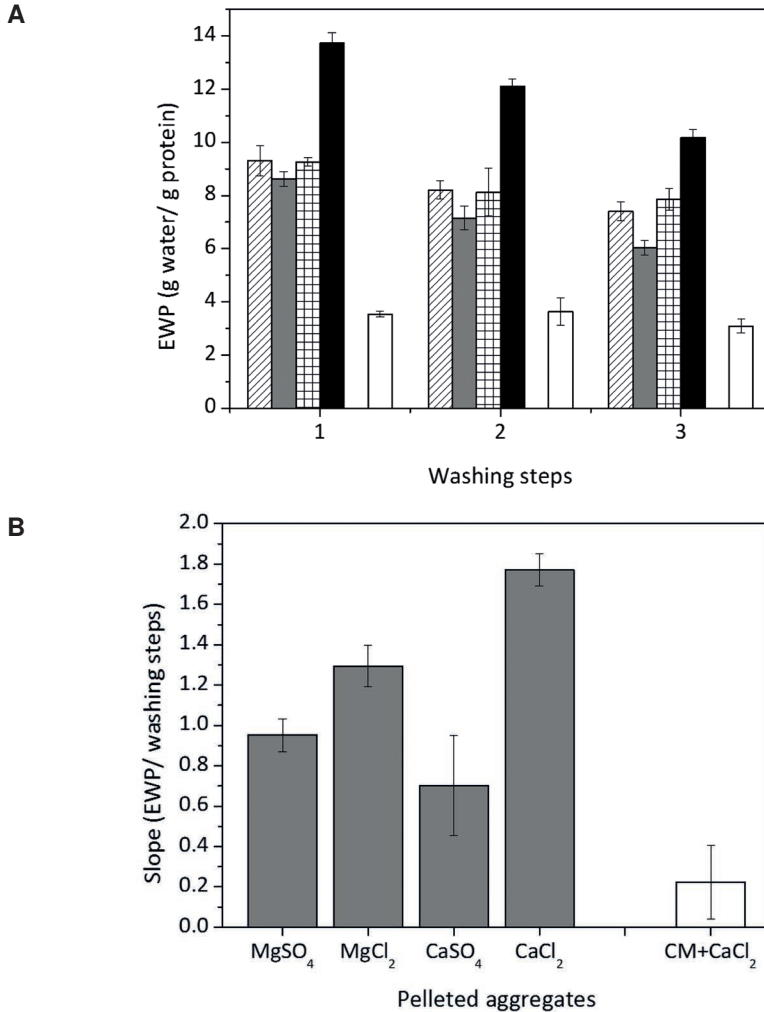 A
EWP (g water/ g protein)
14
12
10
8
6
4
2
0
1 2 3
Washing steps
B
Slope (EWP/ washing steps)
2.0
1.8
1.6
1.4
1.2
1.0
0.8
0.6
0.4
0.2
0.0
MgSO₄ MgCl₂ CaSO₄ CaCl₂ CM+CaCl₂
Pelleted aggregates